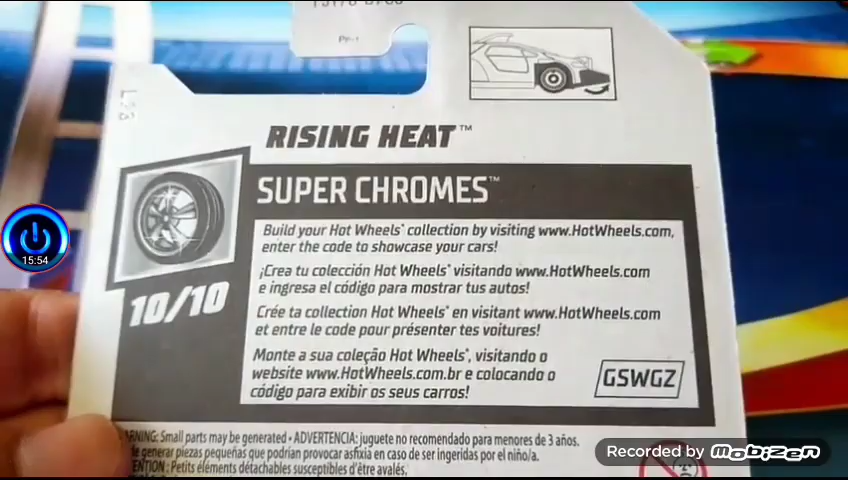 L23
RISING HEAT™
SUPER CHROMES™
Build your Hot Wheels® collection by visiting www.HotWheels.com,
enter the code to showcase your cars!
¡Crea tu colección Hot Wheels® visitando www.HotWheels.com
e ingresa el código para mostrar tus autos!
Crée ta collection Hot Wheels® en visitant www.HotWheels.com
et entre le code pour présenter tes voitures!
Monte a sua coleção Hot Wheels®, visitando o
website www.HotWheels.com.br e colocando o
código para exibir os seus carros!
GSWGZ
10/10
15:54
WARNING: Small parts may be generated • ADVERTENCIA: juguete no recomendado para menores de 3 años.
de generar piezas pequeñas que podrían provocar asfixia en caso de ser ingeridas por el niño/a.
ATTENTION : Petits éléments détachables susceptibles d'être avalés.
Recorded by Mobizen